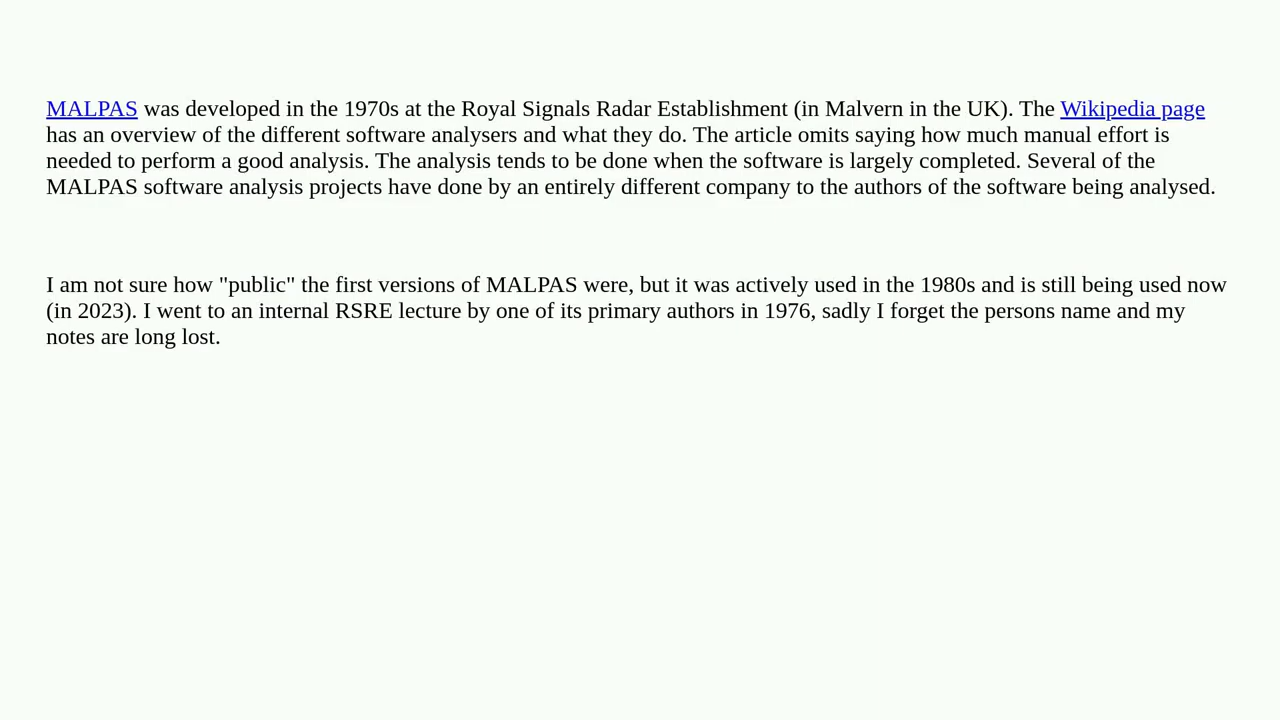 MALPAS was developed in the 1970s at the Royal Signals Radar Establishment (in Malvern in the UK). The Wikipedia page
has an overview of the different software analysers and what they do. The article omits saying how much manual effort is
needed to perform a good analysis. The analysis tends to be done when the software is largely completed. Several of the
MALPAS software analysis projects have done by an entirely different company to the authors of the software being analysed.
I am not sure how "public" the first versions of MALPAS were, but it was actively used in the 1980s and is still being used now
(in 2023). I went to an internal RSRE lecture by one of its primary authors in 1976, sadly I forget the persons name and my
notes are long lost.